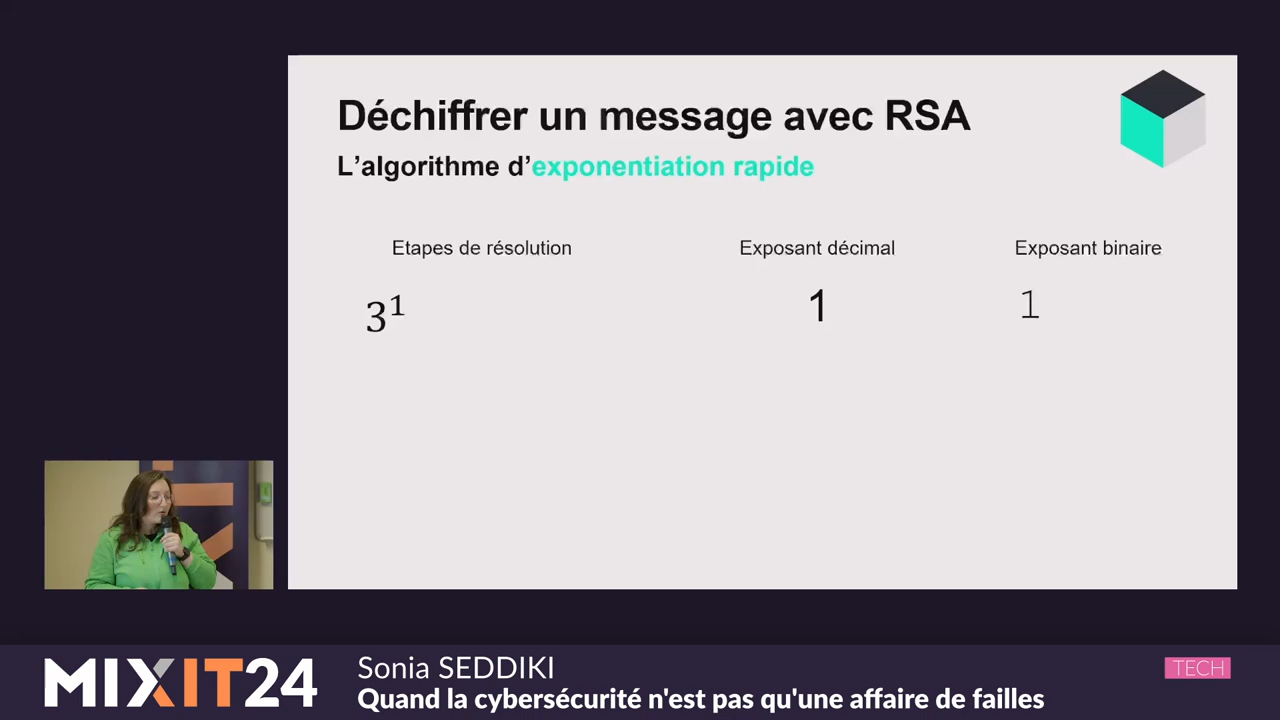 Déchiffrer un message avec RSA
L’algorithme d’exponentiation rapide
Etapes de résolution Exposant décimal Exposant binaire
3¹ 1 1
MIXIT24
Sonia SEDDIKI
Quand la cybersécurité n'est pas qu'une affaire de failles
TECH